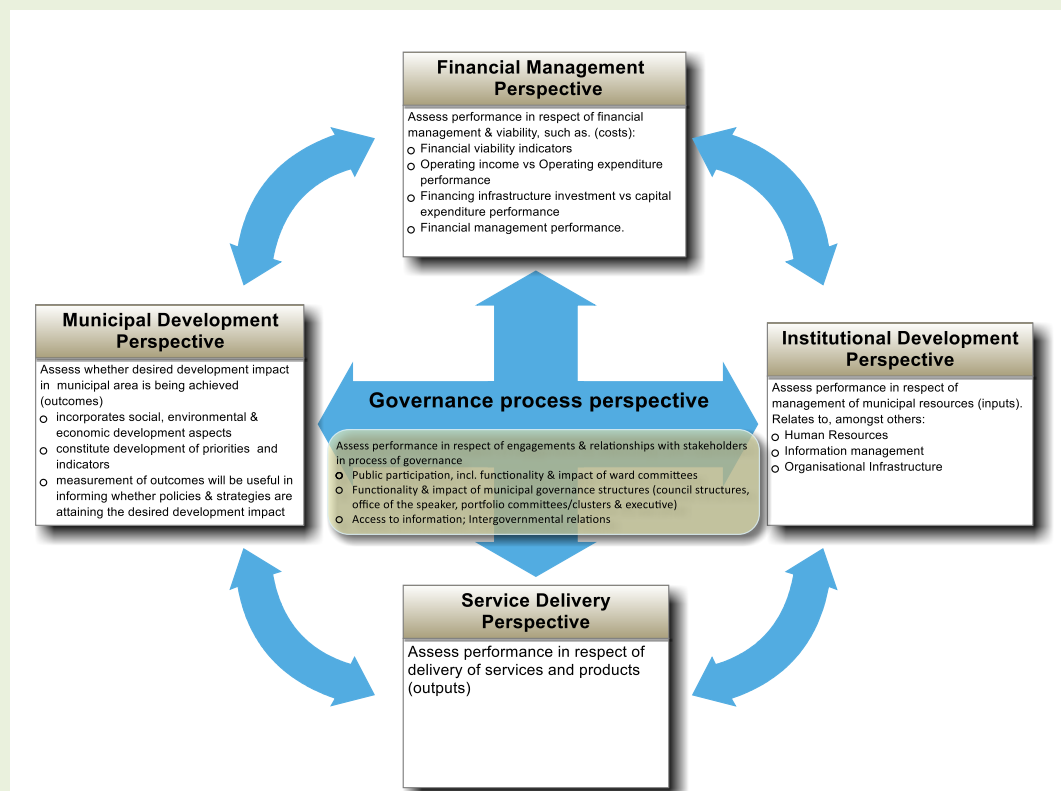 Financial Management
Perspective
Assess performance in respect of financial
management & viability, such as. (costs):
Financial viability indicators
Operating income vs Operating expenditure
performance
Financing infrastructure investment vs capital
expenditure performance
Financial management performance.
Municipal Development
Perspective
Assess whether desired development impact
in municipal area is being achieved
(outcomes)
incorporates social, environmental &
economic development aspects
constitute development of priorities and
indicators
measurement of outcomes will be useful in
informing whether policies & strategies are
attaining the desired development impact
Governance process perspective
Assess performance in respect of engagements & relationships with stakeholders
in process of governance
Public participation, incl. functionality & impact of ward committees
Functionality & impact of municipal governance structures (council structures,
office of the speaker, portfolio committees/clusters & executive)
Access to information; Intergovernmental relations
Institutional Development
Perspective
Assess performance in respect of
management of municipal resources (inputs).
Relates to, amongst others:
Human Resources
Information management
Organisational Infrastructure
Service Delivery
Perspective
Assess performance in respect of
delivery of services and products
(outputs)